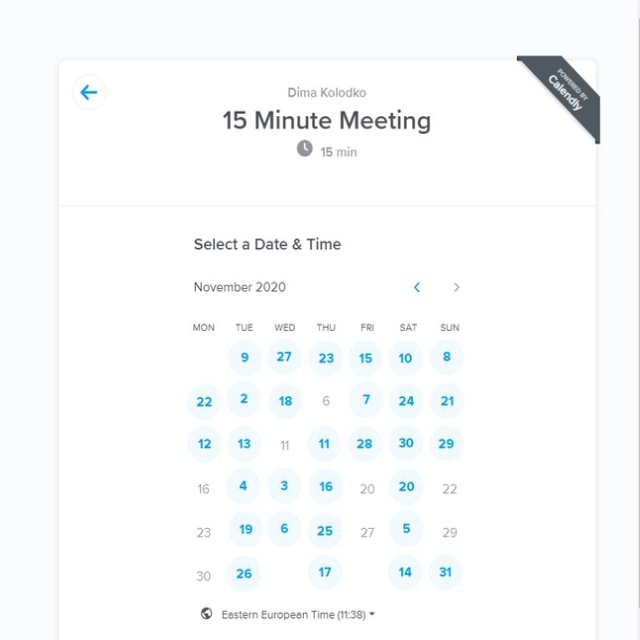 POWERED BY
Calendly
Dima Kolodko
15 Minute Meeting
15 min
Select a Date & Time
November 2020
MON TUE WED THU FRI SAT SUN
9 27 23 15 10 8
22 2 18 6 7 24 21
12 13 11 11 28 30 29
16 4 3 16 20 20 22
23 19 6 25 27 5 29
30 26 17 14 31
Eastern European Time (11:38)